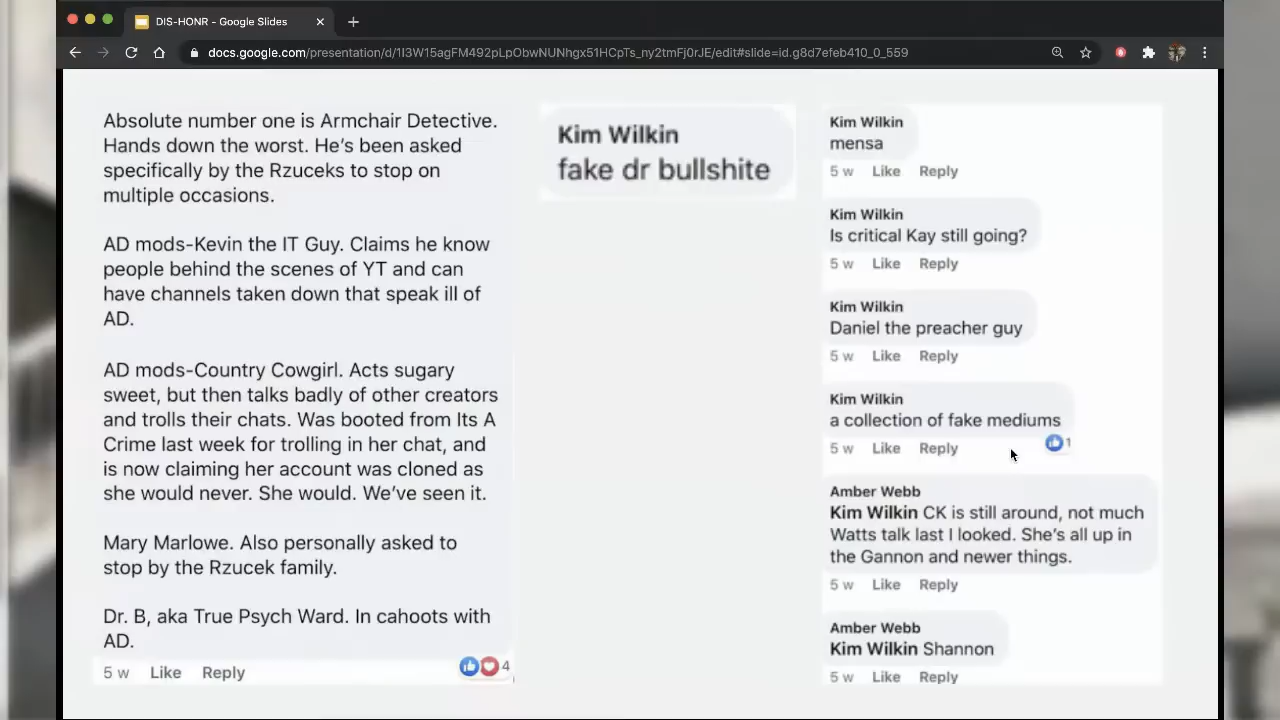 DIS-HONR - Google Slides
docs.google.com/presentation/d/1I3W15agFM492pLpObwNUNhgx51HCpTs_ny2tmFj0rJE/edit#slide=id.g8d7efeb410_0_559
Absolute number one is Armchair Detective.
Hands down the worst. He's been asked
specifically by the Rzuceks to stop on
multiple occasions.
AD mods-Kevin the IT Guy. Claims he know
people behind the scenes of YT and can
have channels taken down that speak ill of
AD.
AD mods-Country Cowgirl. Acts sugary
sweet, but then talks badly of other creators
and trolls their chats. Was booted from Its A
Crime last week for trolling in her chat, and
is now claiming her account was cloned as
she would never. She would. We've seen it.
Mary Marlowe. Also personally asked to
stop by the Rzucek family.
Dr. B, aka True Psych Ward. In cahoots with
AD.
5 w Like Reply 4
Kim Wilkin
fake dr bullshite
Kim Wilkin
mensa
5 w Like Reply
Kim Wilkin
Is critical Kay still going?
5 w Like Reply
Kim Wilkin
Daniel the preacher guy
5 w Like Reply
Kim Wilkin
a collection of fake mediums
5 w Like Reply 1
Amber Webb
Kim Wilkin CK is still around, not much
Watts talk last I looked. She's all up in
the Gannon and newer things.
5 w Like Reply
Amber Webb
Kim Wilkin Shannon
5 w Like Reply